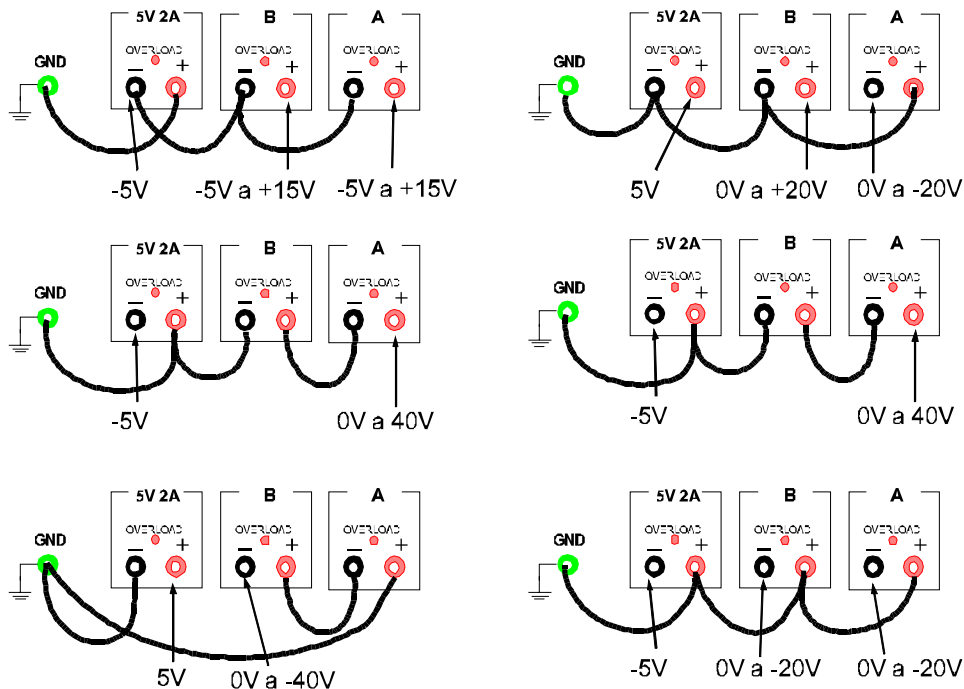 5V 2A B A
GND OVERLOAD OVERLOAD OVERLOAD
− + − + − +
-5V -5V a +15V -5V a +15V
5V 2A B A
GND OVERLOAD OVERLOAD OVERLOAD
− + − + − +
5V 0V a +20V 0V a -20V
5V 2A B A
GND OVERLOAD OVERLOAD OVERLOAD
− + − + − +
-5V 0V a 40V
5V 2A B A
GND OVERLOAD OVERLOAD OVERLOAD
− + − + − +
-5V 0V a 40V
5V 2A B A
GND OVERLOAD OVERLOAD OVERLOAD
− + − + − +
5V 0V a -40V
5V 2A B A
GND OVERLOAD OVERLOAD OVERLOAD
− + − + − +
-5V 0V a -20V 0V a -20V